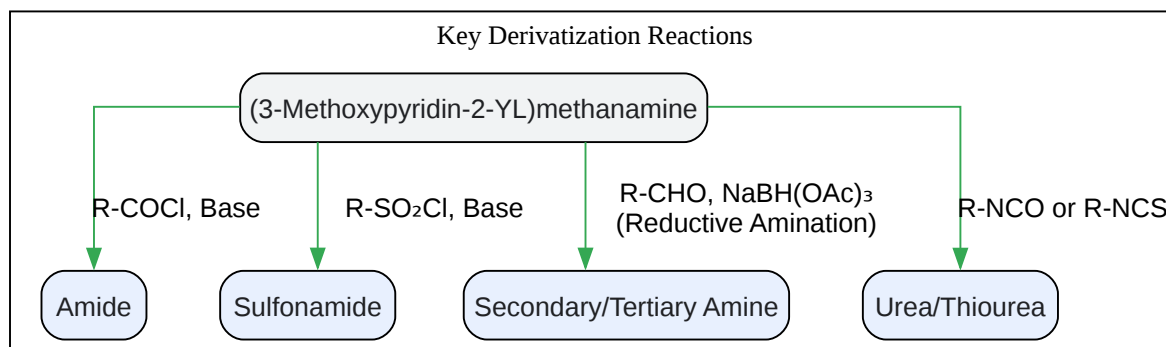 Key Derivatization Reactions
(3-Methoxypyridin-2-YL)methanamine
R-COCl, Base
R-SO₂Cl, Base
R-CHO, NaBH(OAc)₃
(Reductive Amination)
R-NCO or R-NCS
Amide
Sulfonamide
Secondary/Tertiary Amine
Urea/Thiourea